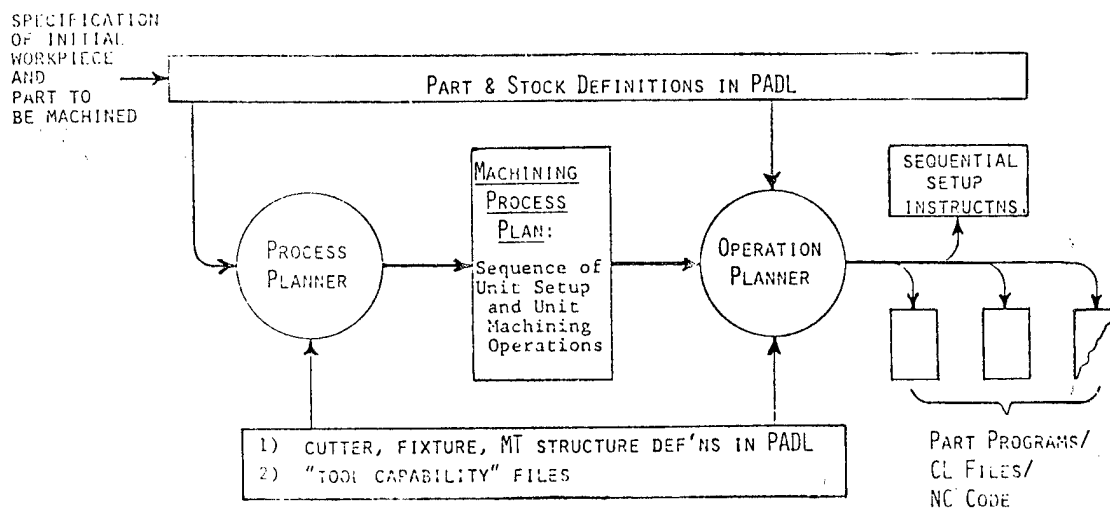 SPECIFICATION
OF INITIAL
WORKPIECE
AND
PART TO
BE MACHINED
PART & STOCK DEFINITIONS IN PADL
PROCESS
PLANNER
MACHINING
PROCESS
PLAN:
Sequence of
Unit Setup
and Unit
Machining
Operations
OPERATION
PLANNER
SEQUENTIAL
SETUP
INSTRUCTNS.
1) CUTTER, FIXTURE, MT STRUCTURE DEF'NS IN PADL
2) "TOOL CAPABILITY" FILES
PART PROGRAMS/
CL FILES/
NC CODE